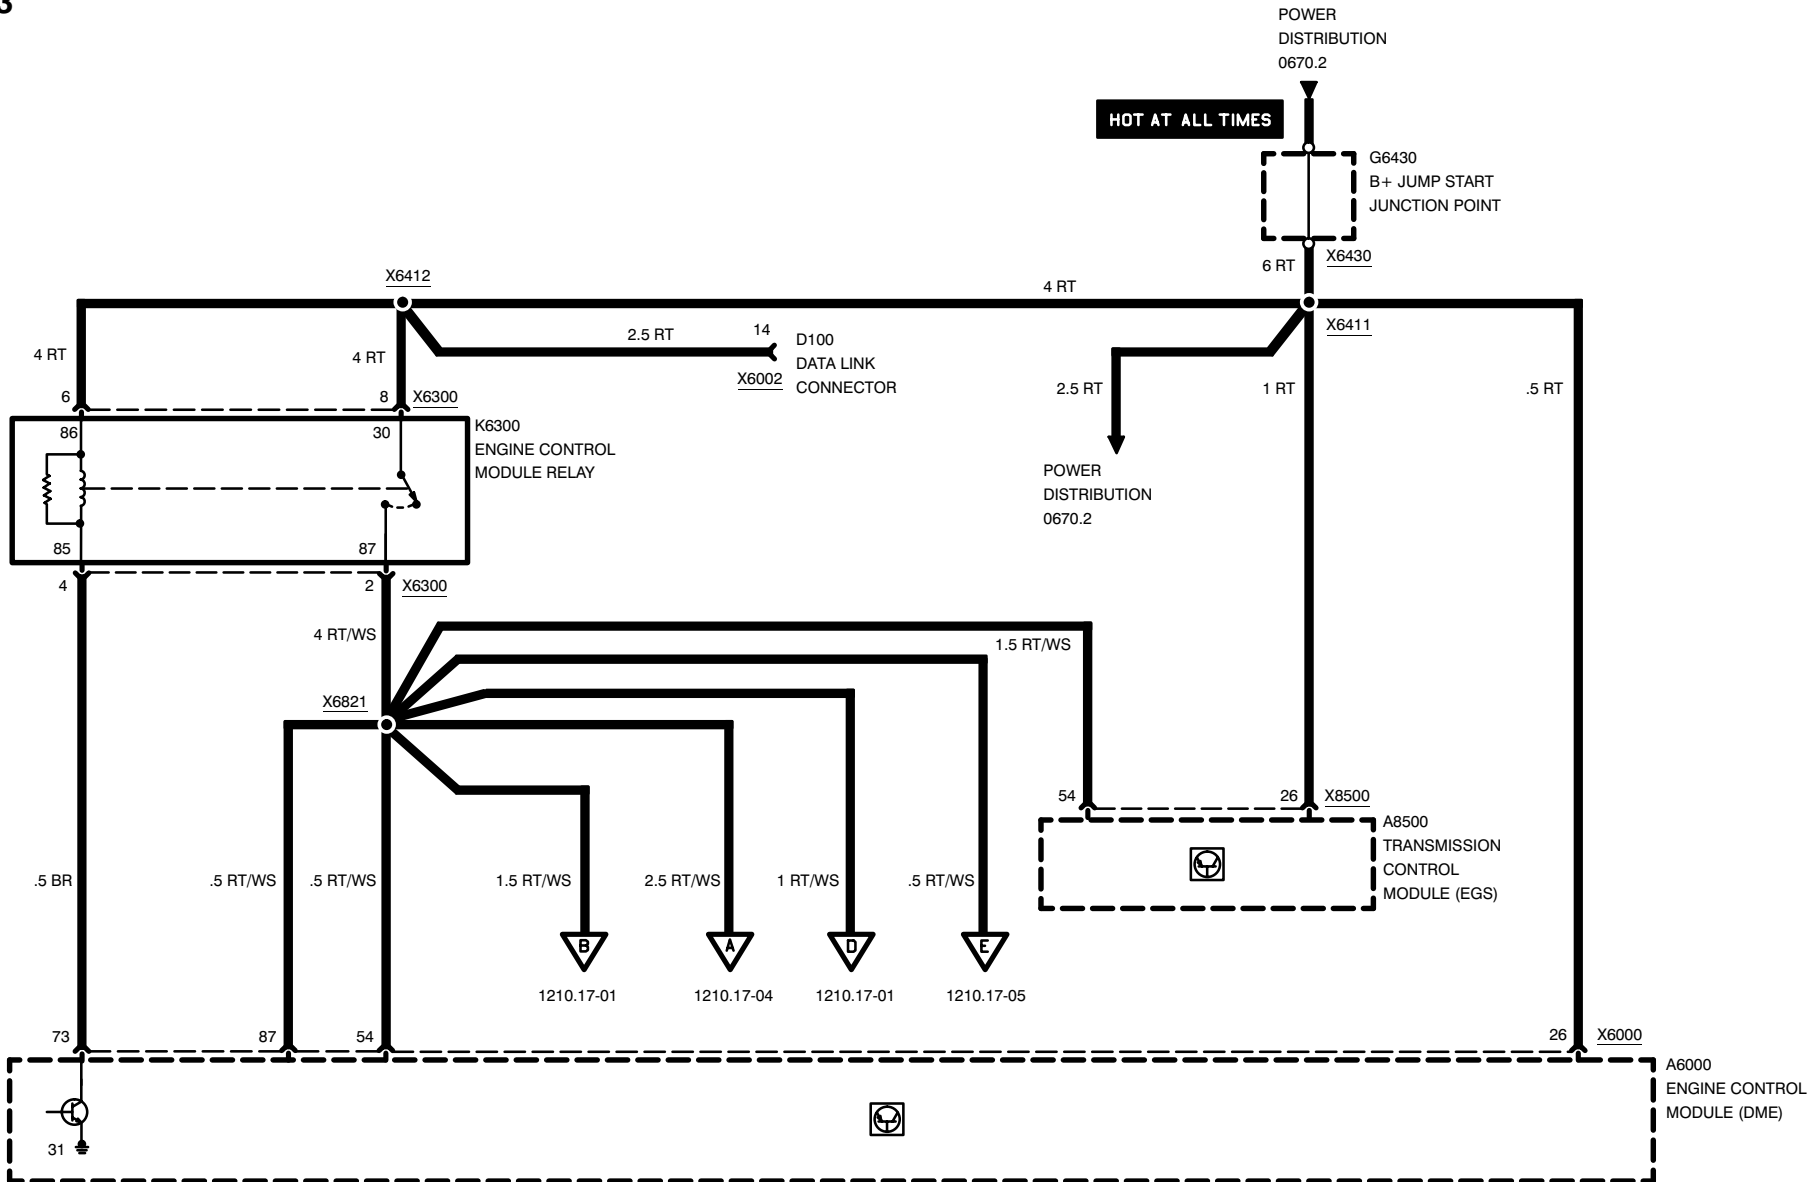 3
POWER
DISTRIBUTION
0670.2
HOT AT ALL TIMES
G6430
B+ JUMP START
JUNCTION POINT
X6430
6 RT
X6412
4 RT
X6411
2.5 RT
14
D100
DATA LINK
CONNECTOR
X6002
4 RT
4 RT
2.5 RT
1 RT
.5 RT
6
8
X6300
86
30
K6300
ENGINE CONTROL
MODULE RELAY
POWER
DISTRIBUTION
0670.2
85
87
4
2
X6300
4 RT/WS
1.5 RT/WS
X6821
54
26
X8500
A8500
TRANSMISSION
CONTROL
MODULE (EGS)
.5 BR
.5 RT/WS
.5 RT/WS
1.5 RT/WS
2.5 RT/WS
1 RT/WS
.5 RT/WS
B
A
D
E
1210.17-01
1210.17-04
1210.17-01
1210.17-05
73
87
54
26
X6000
A6000
ENGINE CONTROL
MODULE (DME)
31